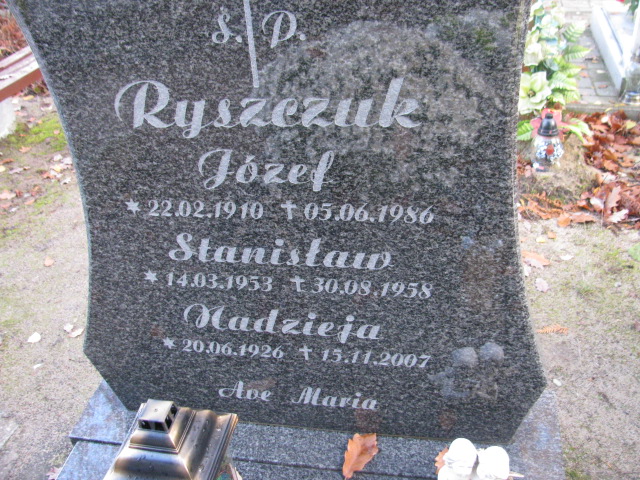 Ś. P.
Ryszczuk
Józef
* 22.02.1910 † 05.06.1986
Stanisław
* 14.03.1953 † 30.08.1958
Nadzieja
* 20.06.1926 † 15.11.2007
Ave Maria